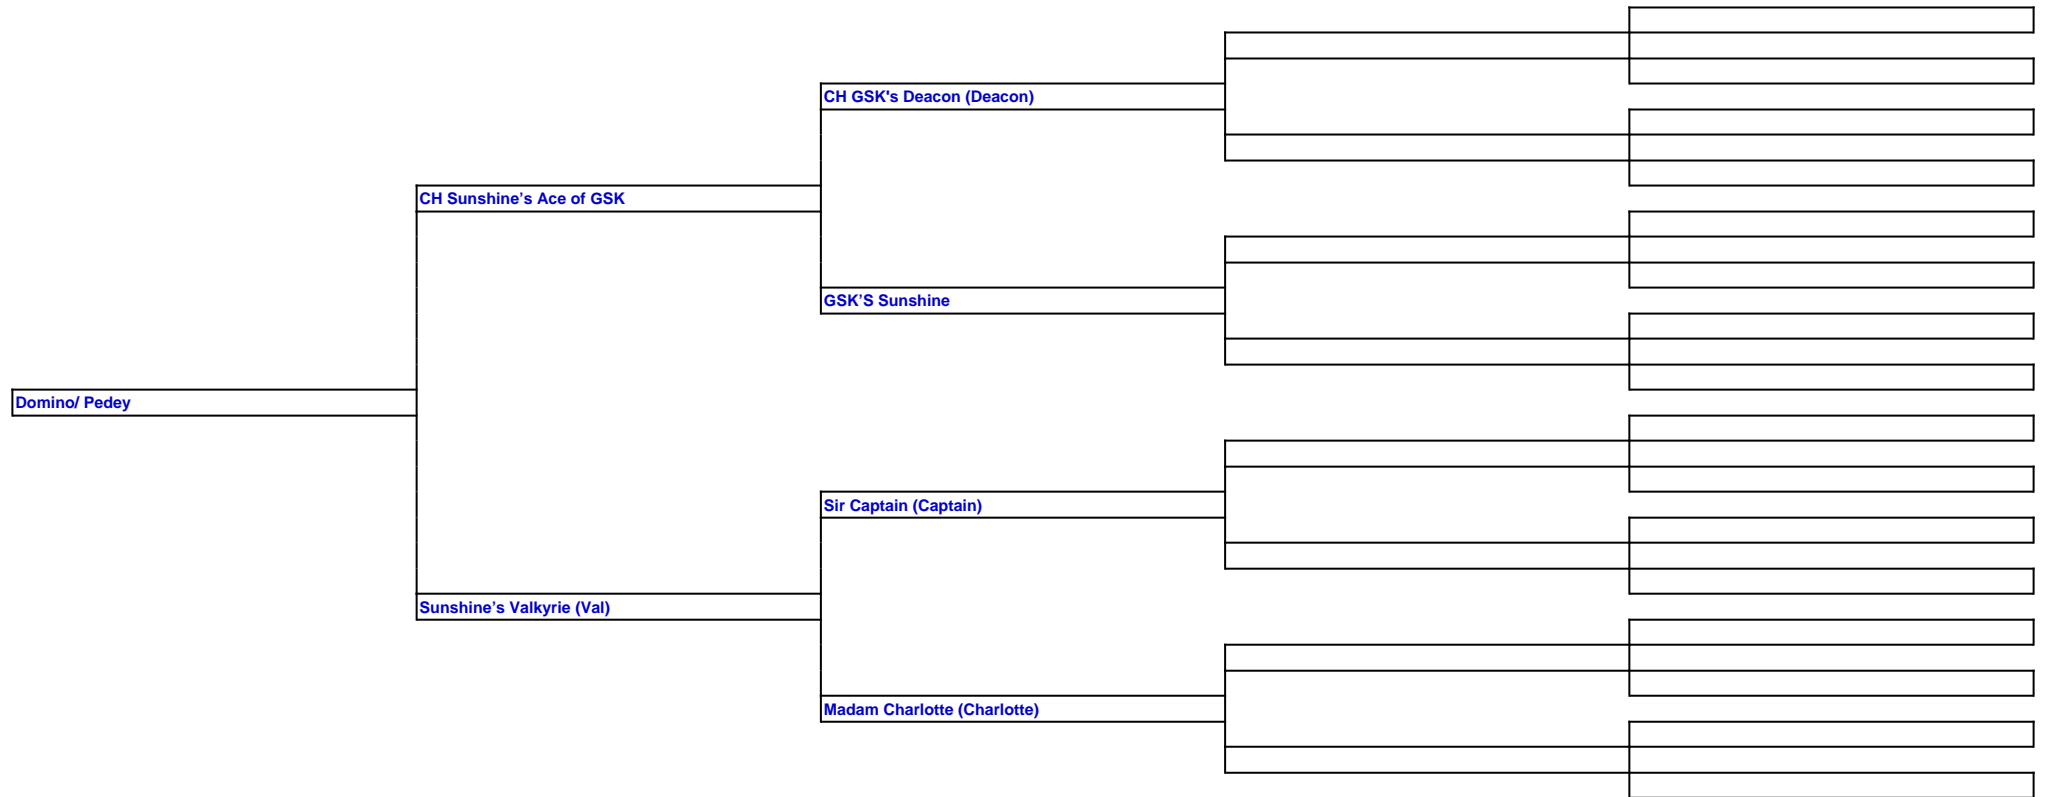 CH GSK's Deacon (Deacon)
CH Sunshine’s Ace of GSK
GSK’S Sunshine
Domino/ Pedey
Sir Captain (Captain)
Sunshine’s Valkyrie (Val)
Madam Charlotte (Charlotte)